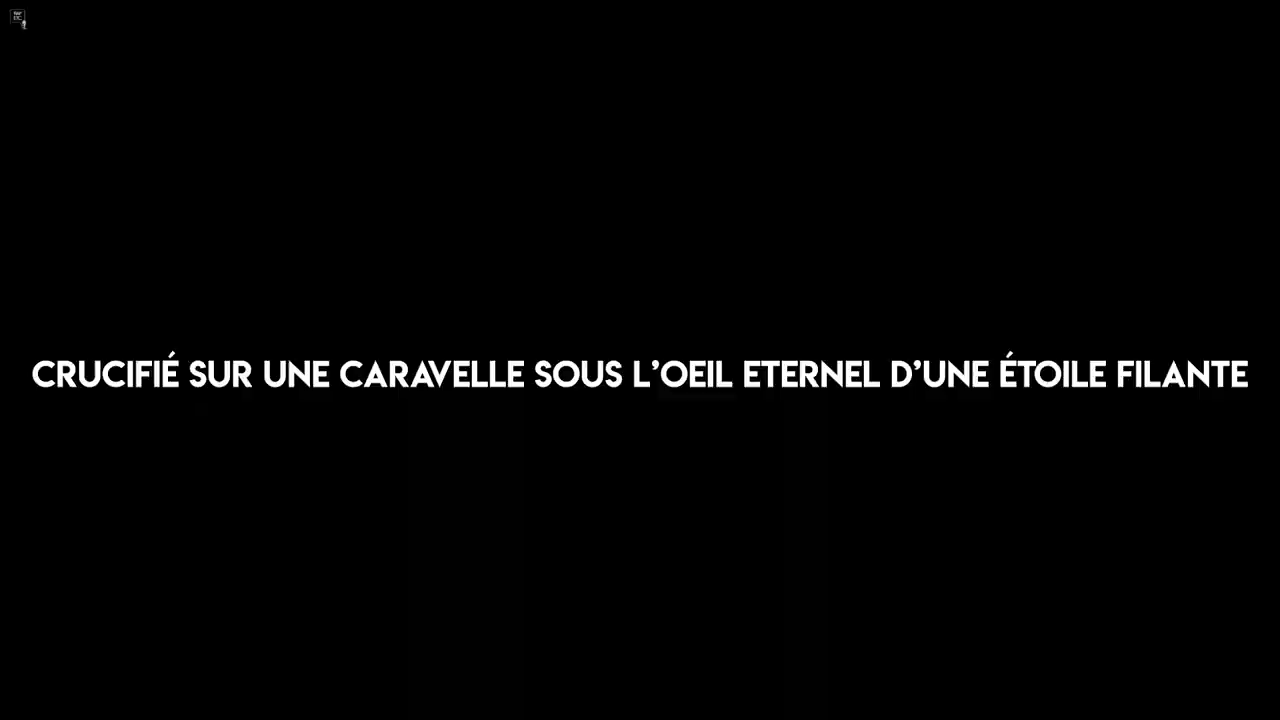 CRUCIFIÉ SUR UNE CARAVELLE SOUS L’OEIL ETERNEL D’UNE ÉTOILE FILANTE